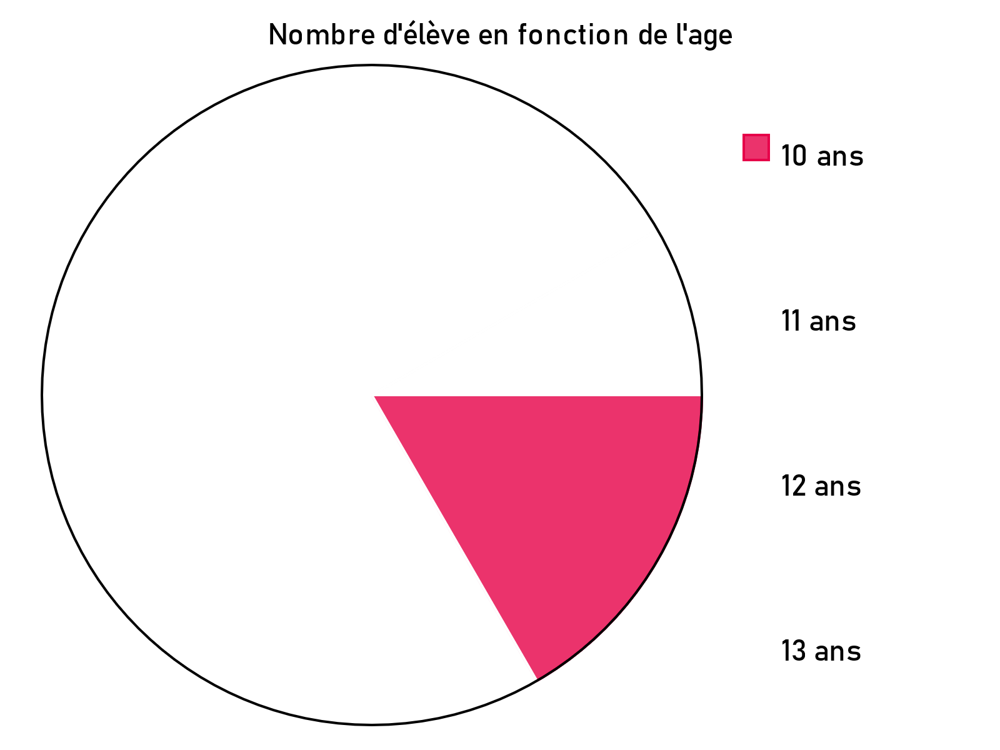 Nombre d'élève en fonction de l'age
10 ans
11 ans
12 ans
13 ans